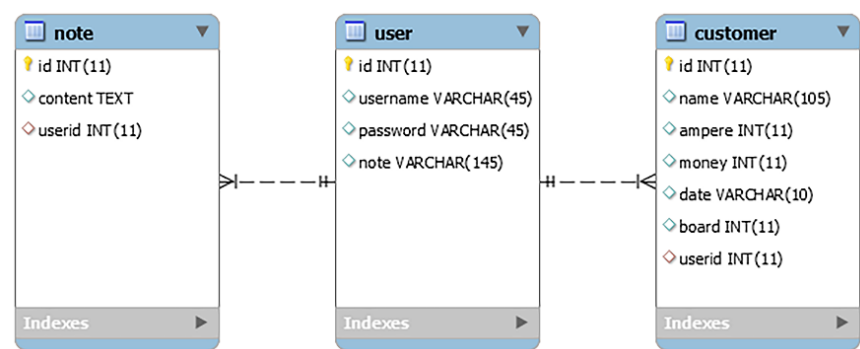 note
id INT(11)
content TEXT
userid INT(11)
Indexes
user
id INT(11)
username VARCHAR(45)
password VARCHAR(45)
note VARCHAR(145)
Indexes
customer
id INT(11)
name VARCHAR(105)
ampere INT(11)
money INT(11)
date VARCHAR(10)
board INT(11)
userid INT(11)
Indexes